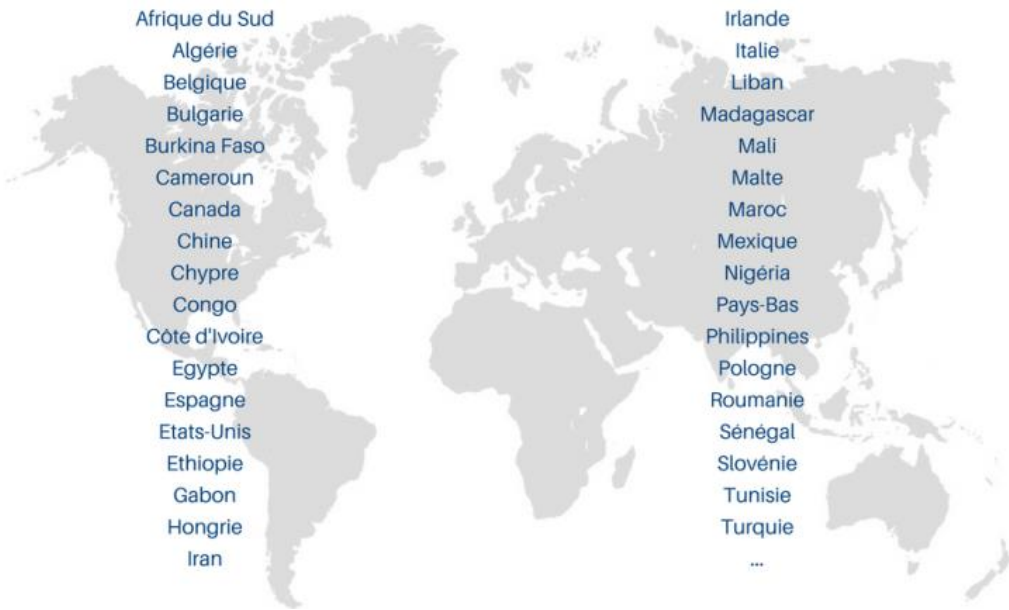 Afrique du Sud
Algérie
Belgique
Bulgarie
Burkina Faso
Cameroun
Canada
Chine
Chypre
Congo
Côte d'Ivoire
Egypte
Espagne
Etats-Unis
Ethiopie
Gabon
Hongrie
Iran
Irlande
Italie
Liban
Madagascar
Mali
Malte
Maroc
Mexique
Nigéria
Pays-Bas
Philippines
Pologne
Roumanie
Sénégal
Slovénie
Tunisie
Turquie
...